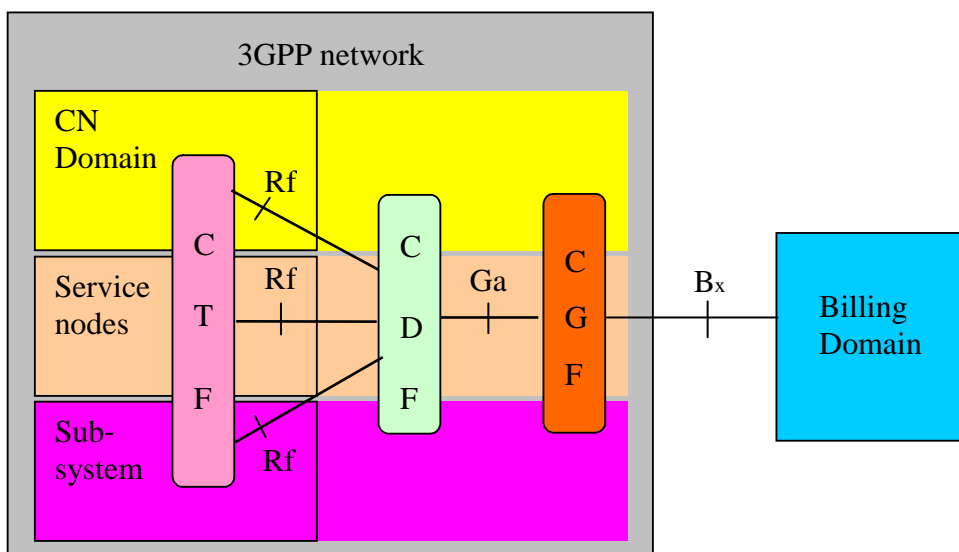 3GPP network
CN
Domain
Rf
C
T
F
Service
nodes
Rf
Sub-
system
Rf
C
D
F
Ga
C
G
F
Bx
Billing
Domain